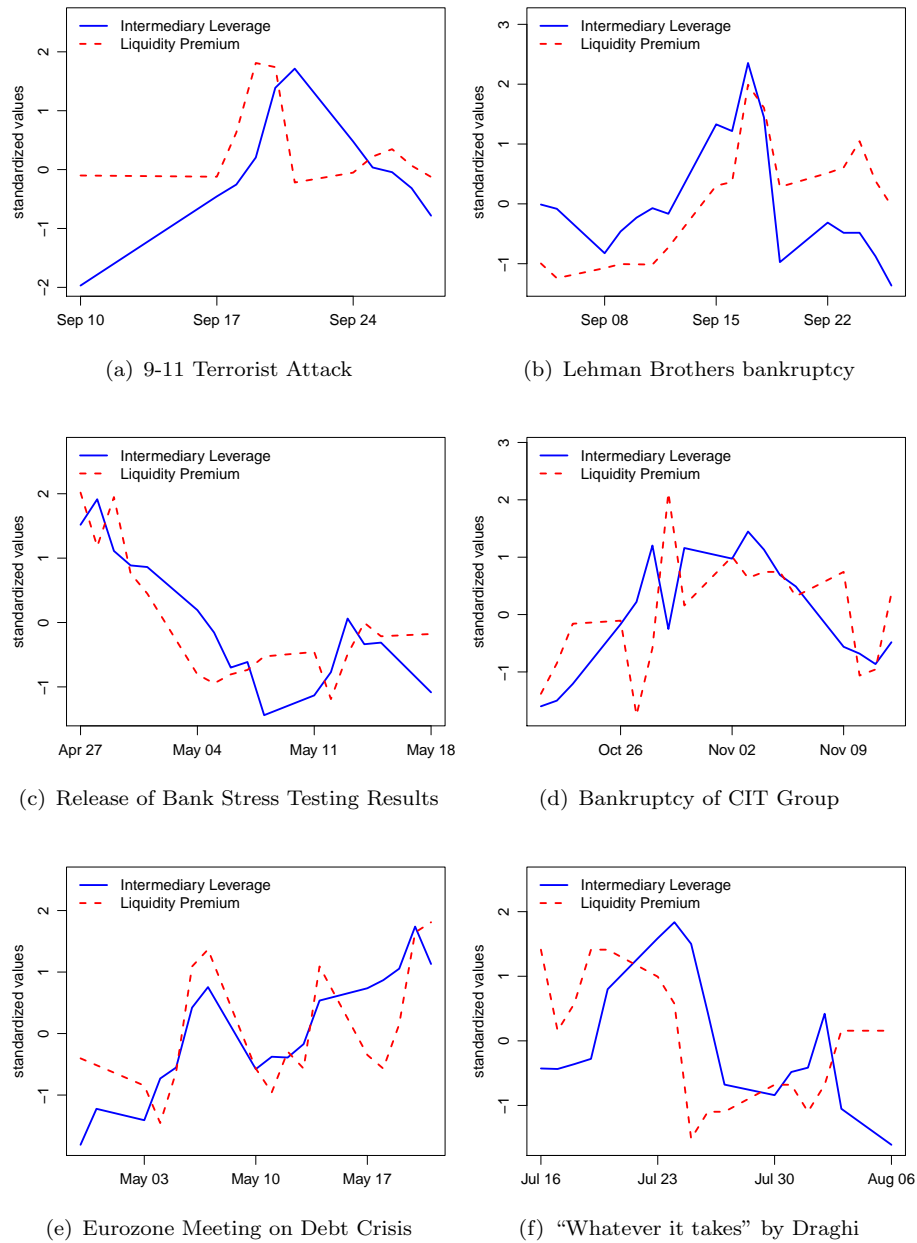 Intermediary Leverage
Liquidity Premium
standardized values
2
1
0
−1
−2
Sep 10 Sep 17 Sep 24
(a) 9-11 Terrorist Attack
Intermediary Leverage
Liquidity Premium
standardized values
3
2
1
0
−1
Sep 08 Sep 15 Sep 22
(b) Lehman Brothers bankruptcy
Intermediary Leverage
Liquidity Premium
standardized values
2
1
0
−1
Apr 27 May 04 May 11 May 18
(c) Release of Bank Stress Testing Results
Intermediary Leverage
Liquidity Premium
standardized values
3
2
1
0
−1
Oct 26 Nov 02 Nov 09
(d) Bankruptcy of CIT Group
Intermediary Leverage
Liquidity Premium
standardized values
2
1
0
−1
May 03 May 10 May 17
(e) Eurozone Meeting on Debt Crisis
Intermediary Leverage
Liquidity Premium
standardized values
2
1
0
−1
Jul 16 Jul 23 Jul 30 Aug 06
(f) “Whatever it takes” by Draghi